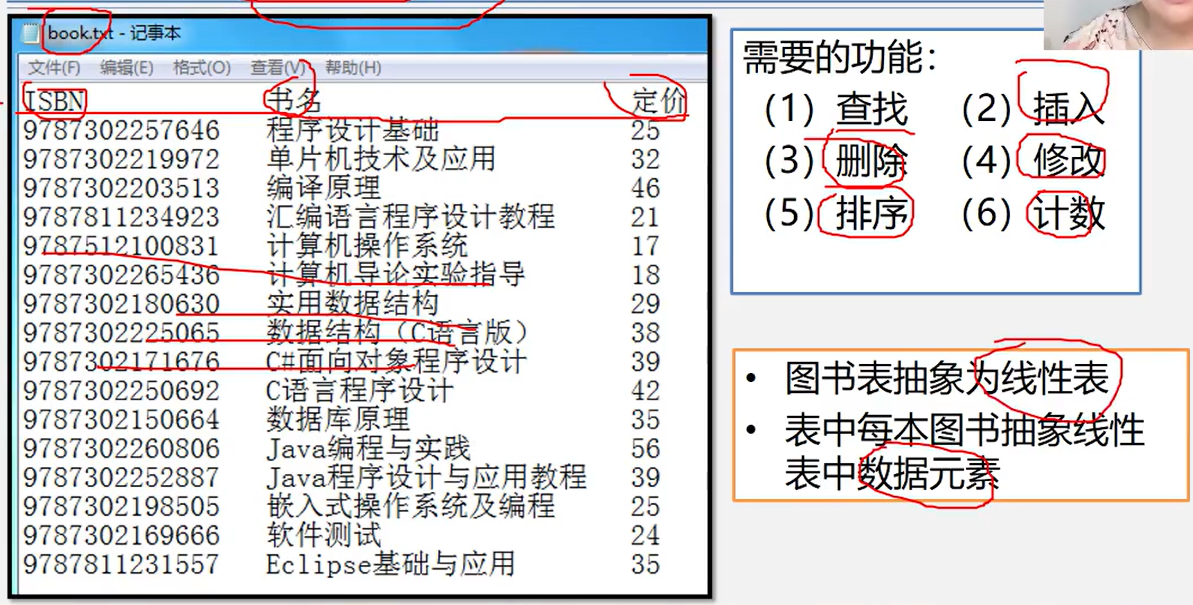 book.txt - 记事本
文件(F) 编辑(E) 格式(O) 查看(V) 帮助(H)
ISBN 书名 定价
9787302257646 程序设计基础 25
9787302219972 单片机技术及应用 32
9787302203513 编译原理 46
9787811234923 汇编语言程序设计教程 21
9787512100831 计算机操作系统 17
9787302265436 计算机导论实验指导 18
9787302180630 实用数据结构 29
9787302225065 数据结构（C语言版） 38
9787302171676 C#面向对象程序设计 39
9787302250692 C语言程序设计 42
9787302150664 数据库原理 35
9787302260806 Java编程与实践 56
9787302252887 Java程序设计与应用教程 39
9787302198505 嵌入式操作系统及编程 25
9787302169666 软件测试 24
9787811231557 Eclipse基础与应用 35
需要的功能：
（1）查找 （2）插入
（3）删除 （4）修改
（5）排序 （6）计数
• 图书表抽象为线性表
• 表中每本图书抽象线性
表中数据元素